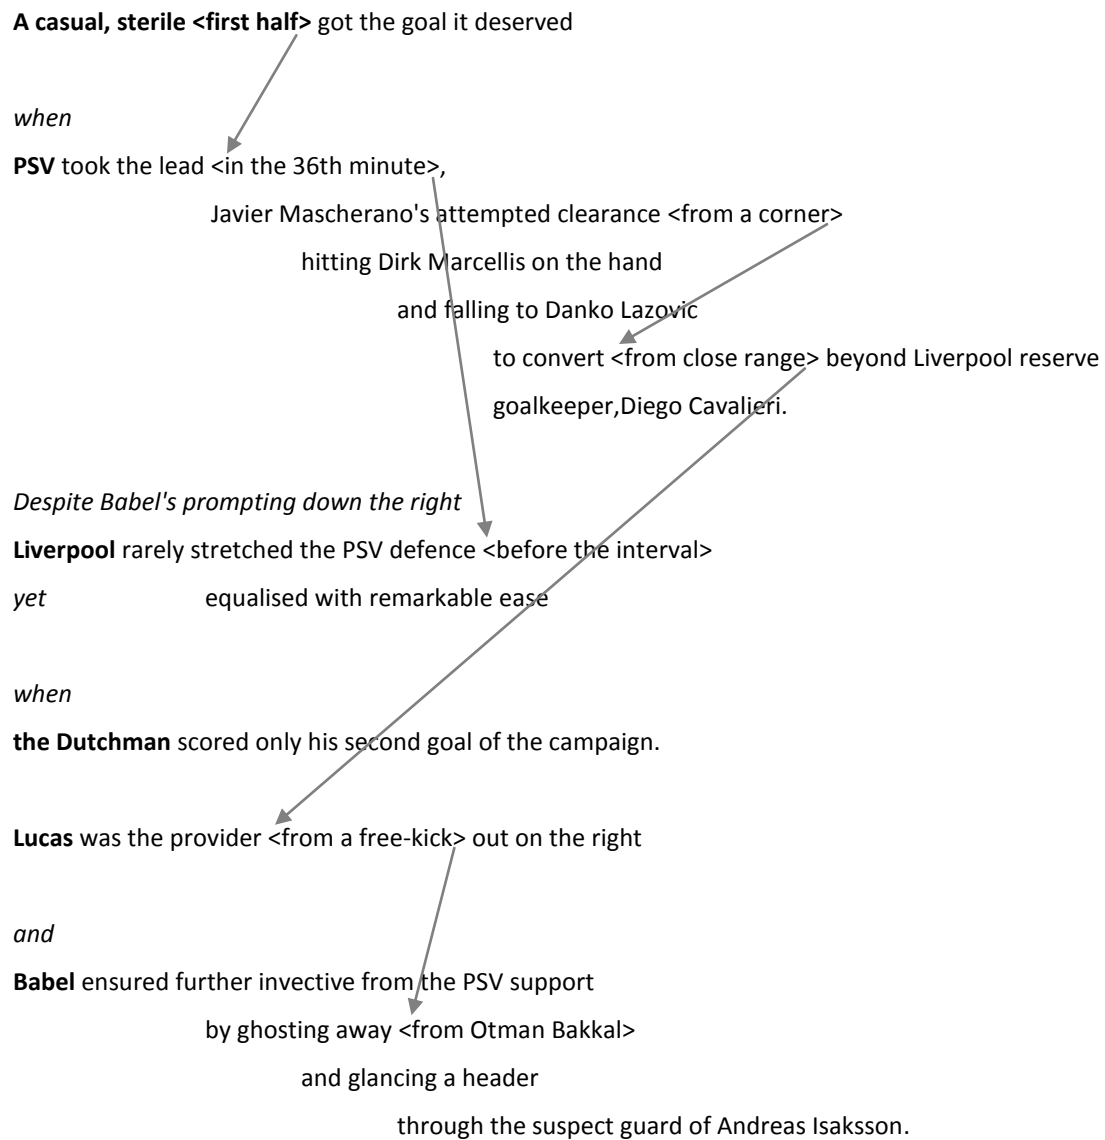 A casual, sterile <first half> got the goal it deserved
when
PSV took the lead <in the 36th minute>,
Javier Mascherano's attempted clearance <from a corner>
hitting Dirk Marcellis on the hand
and falling to Danko Lazovic
to convert <from close range> beyond Liverpool reserve
goalkeeper,Diego Cavalieri.
Despite Babel's prompting down the right
Liverpool rarely stretched the PSV defence <before the interval>
yet equalised with remarkable ease
when
the Dutchman scored only his second goal of the campaign.
Lucas was the provider <from a free-kick> out on the right
and
Babel ensured further invective from the PSV support
by ghosting away <from Otman Bakkal>
and glancing a header
through the suspect guard of Andreas Isaksson.